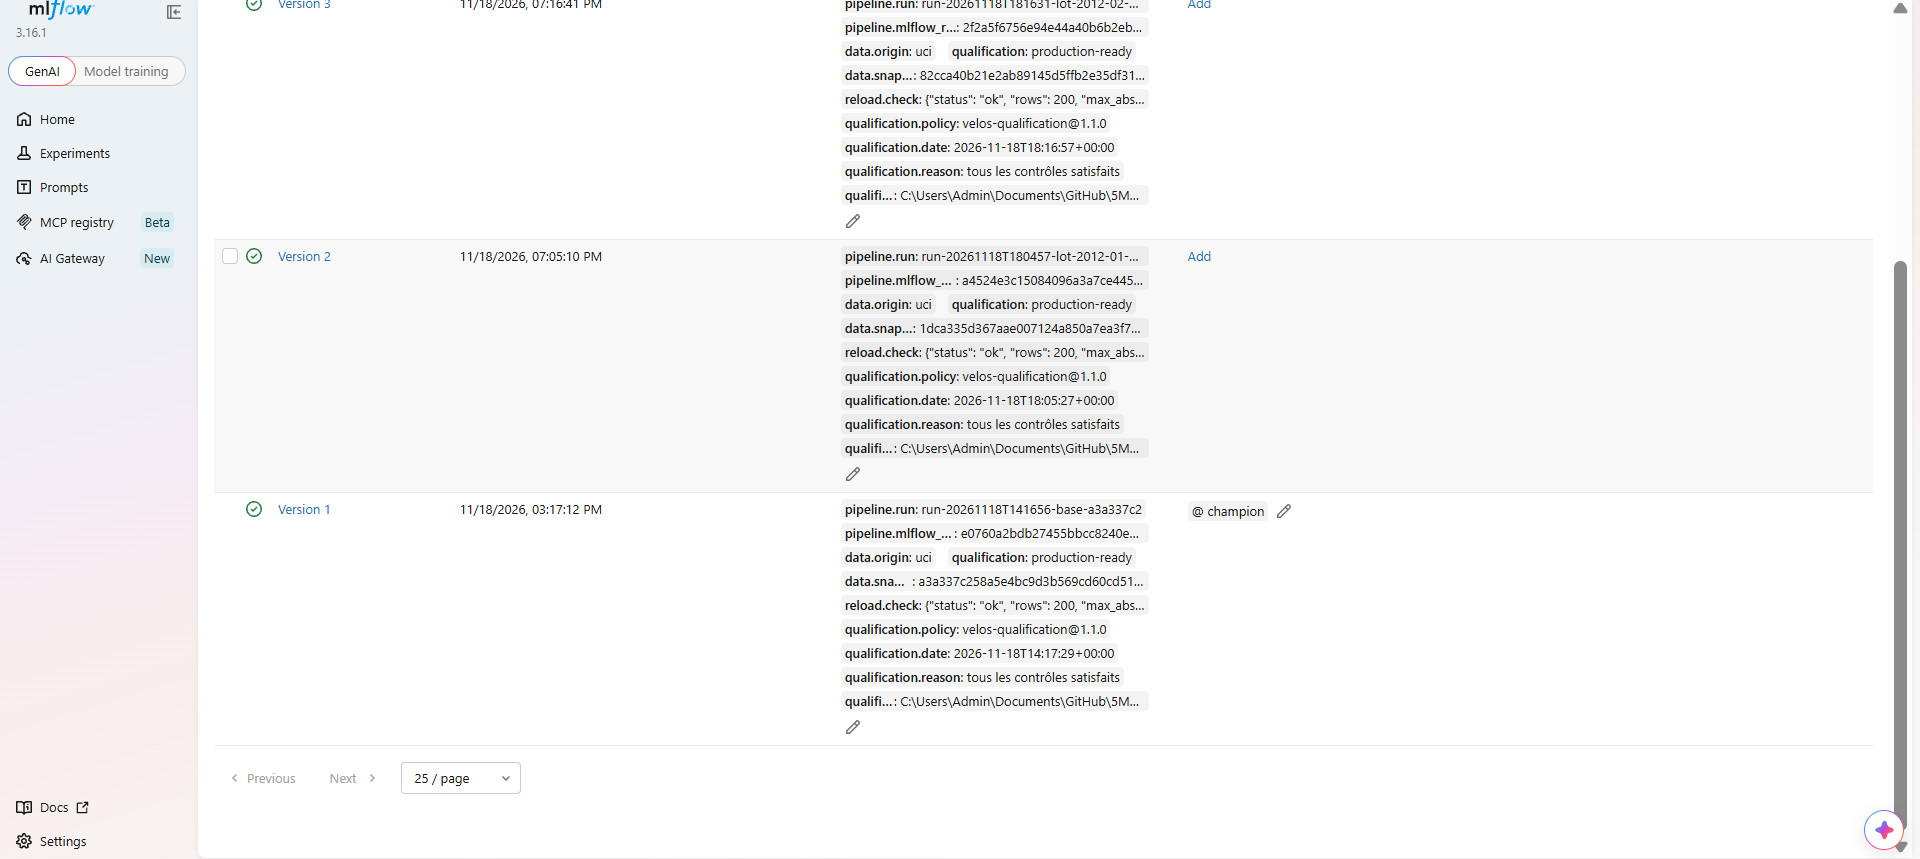 mlflow
3.16.1
GenAI Model training
Home
Experiments
Prompts
MCP registry Beta
AI Gateway New
Docs
Settings
Version 3 11/18/2026, 07:16:41 PM pipeline.run: run-20261118T181631-lot-2012-02-... Add
pipeline.mlflow_r...: 2f2a5f6756e94e44a40b6b2eb...
data.origin: uci qualification: production-ready
data.snap...: 82cca40b21e2ab89145d5ffb2e35df31...
reload.check: {"status": "ok", "rows": 200, "max_abs...
qualification.policy: velos-qualification@1.1.0
qualification.date: 2026-11-18T18:16:57+00:00
qualification.reason: tous les contrôles satisfaits
qualifi...: C:\Users\Admin\Documents\GitHub\5M...
Version 2 11/18/2026, 07:05:10 PM pipeline.run: run-20261118T180457-lot-2012-01-... Add
pipeline.mlflow_... : a4524e3c15084096a3a7ce445...
data.origin: uci qualification: production-ready
data.snap...: 1dca335d367aae007124a850a7ea3f7...
reload.check: {"status": "ok", "rows": 200, "max_abs...
qualification.policy: velos-qualification@1.1.0
qualification.date: 2026-11-18T18:05:27+00:00
qualification.reason: tous les contrôles satisfaits
qualifi...: C:\Users\Admin\Documents\GitHub\5M...
Version 1 11/18/2026, 03:17:12 PM pipeline.run: run-20261118T141656-base-a3a337c2 @ champion
pipeline.mlflow_... : e0760a2bdb27455bbcc8240e...
data.origin: uci qualification: production-ready
data.sna... : a3a337c258a5e4bc9d3b569cd60cd51...
reload.check: {"status": "ok", "rows": 200, "max_abs...
qualification.policy: velos-qualification@1.1.0
qualification.date: 2026-11-18T14:17:29+00:00
qualification.reason: tous les contrôles satisfaits
qualifi...: C:\Users\Admin\Documents\GitHub\5M...
Previous Next 25 / page